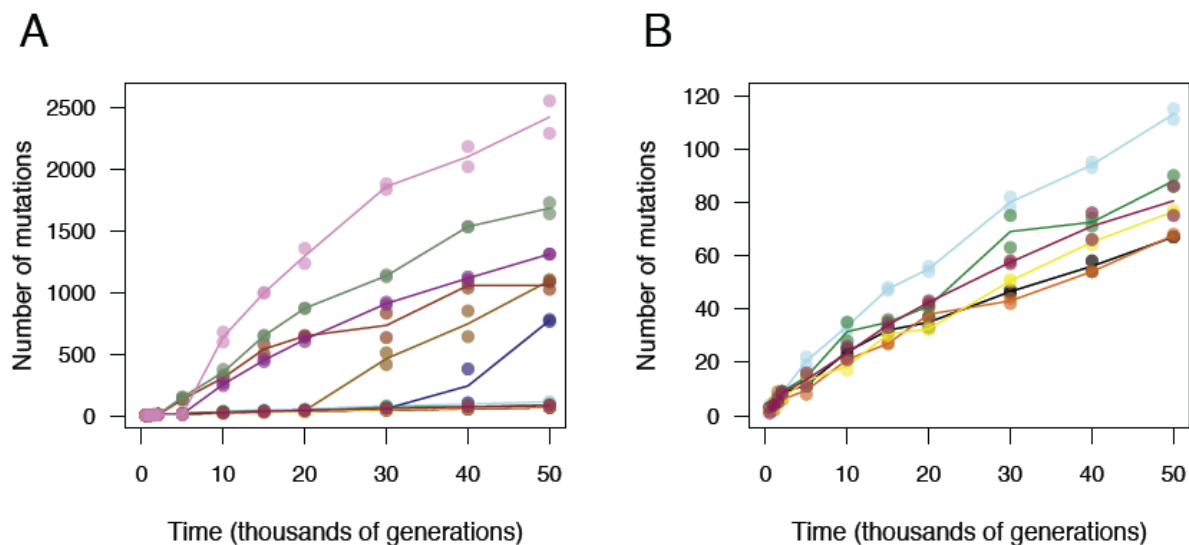 A
Number of mutations
2500
2000
1500
1000
500
0
0 10 20 30 40 50
Time (thousands of generations)
B
Number of mutations
120
100
80
60
40
20
0
0 10 20 30 40 50
Time (thousands of generations)